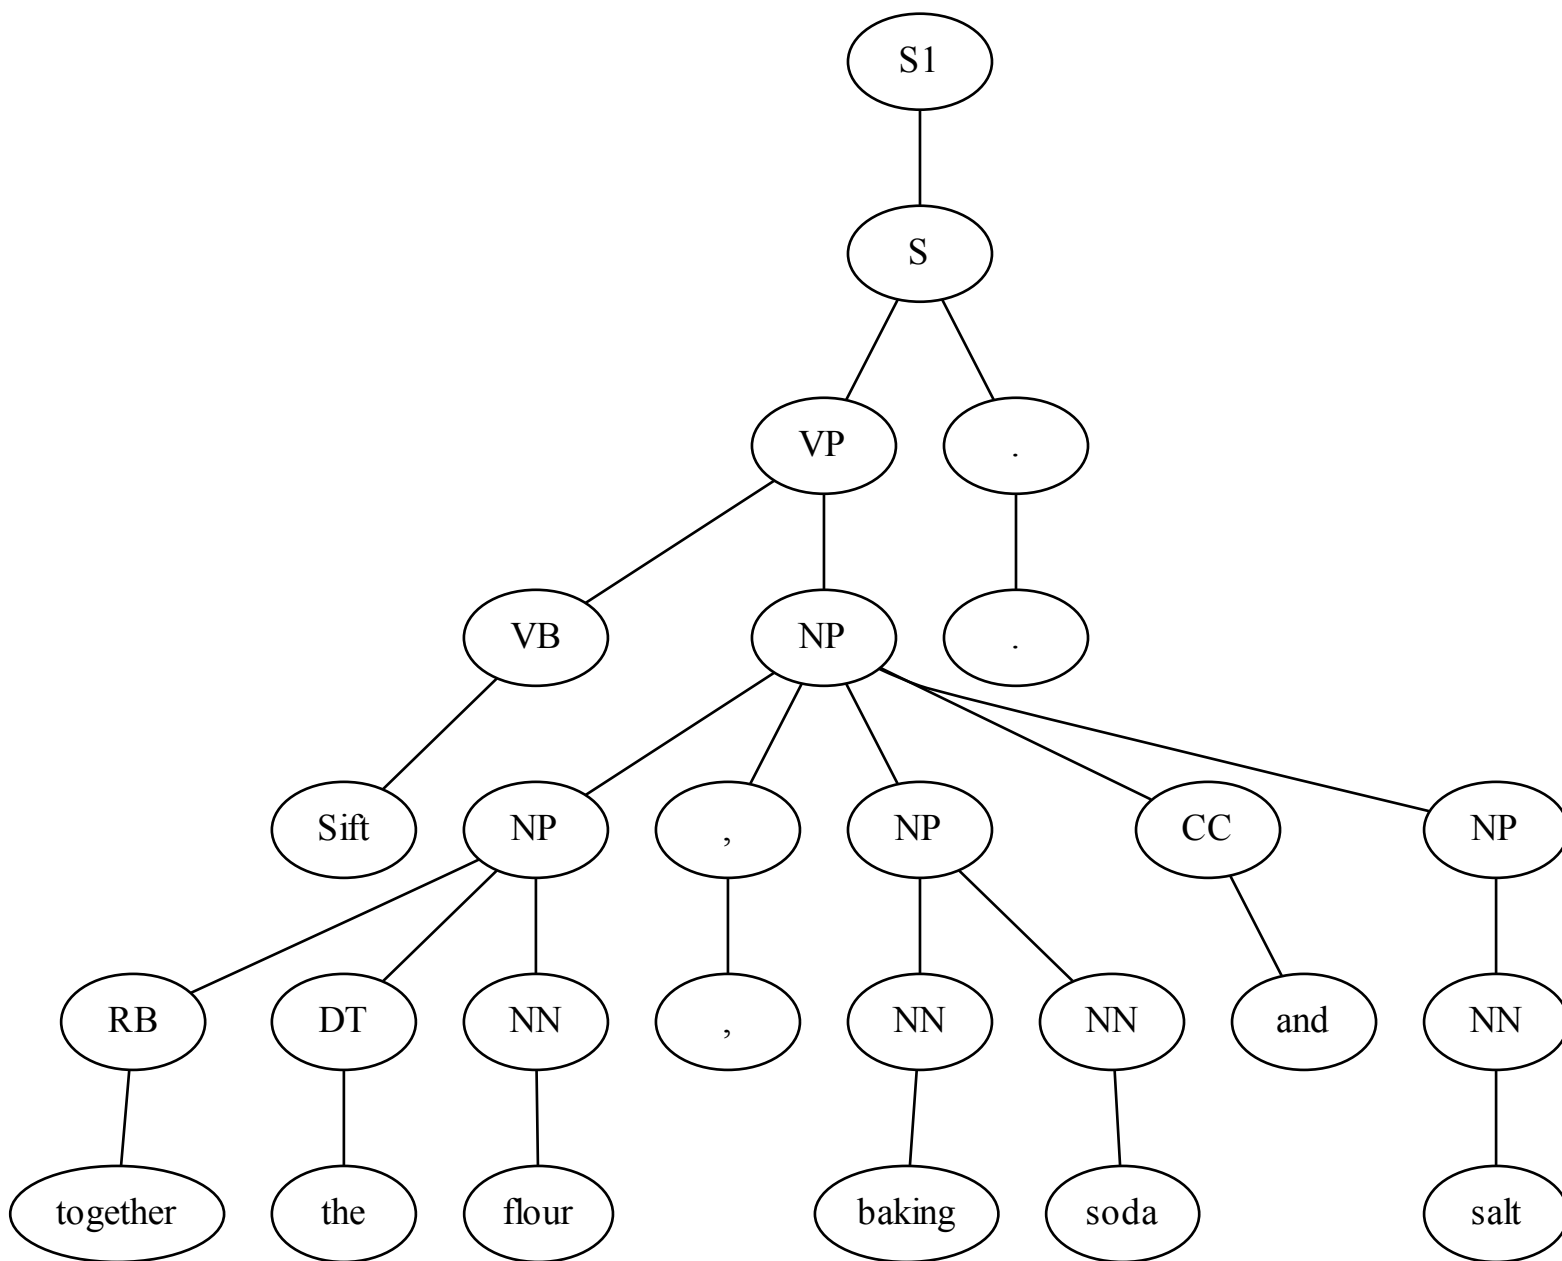 S1
S
VP .
VB NP .
Sift NP , NP CC NP
RB DT NN , NN NN and NN
together the flour baking soda salt